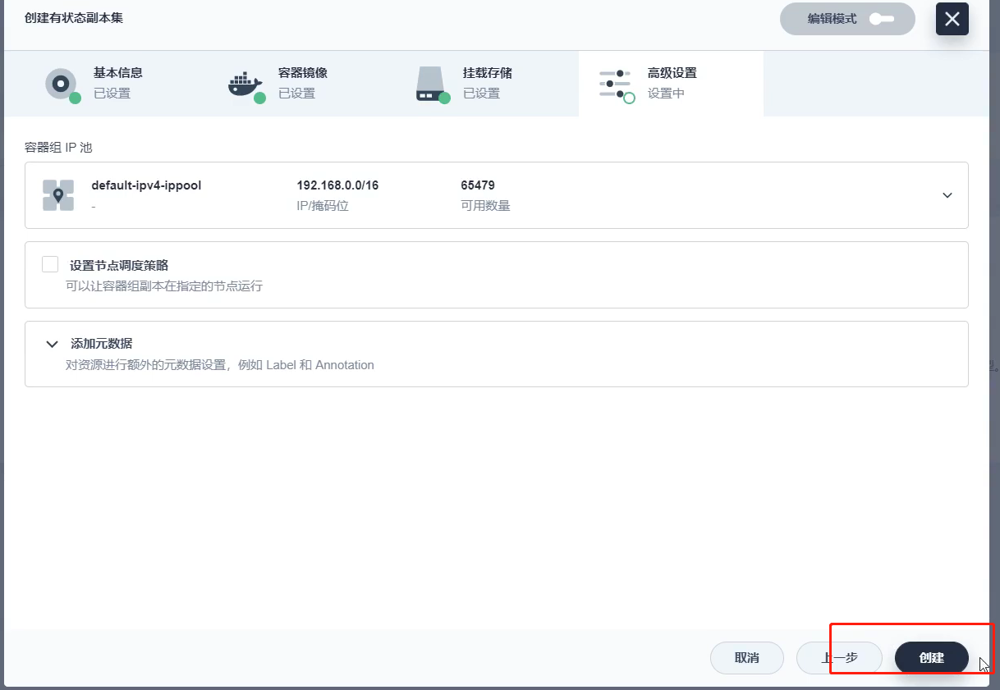 创建有状态副本集
编辑模式
基本信息
已设置
容器镜像
已设置
挂载存储
已设置
高级设置
设置中
容器组 IP 池
default-ipv4-ippool
-
192.168.0.0/16
IP/掩码位
65479
可用数量
设置节点调度策略
可以让容器组副本在指定的节点运行
添加元数据
对资源进行额外的元数据设置，例如 Label 和 Annotation
取消
上一步
创建